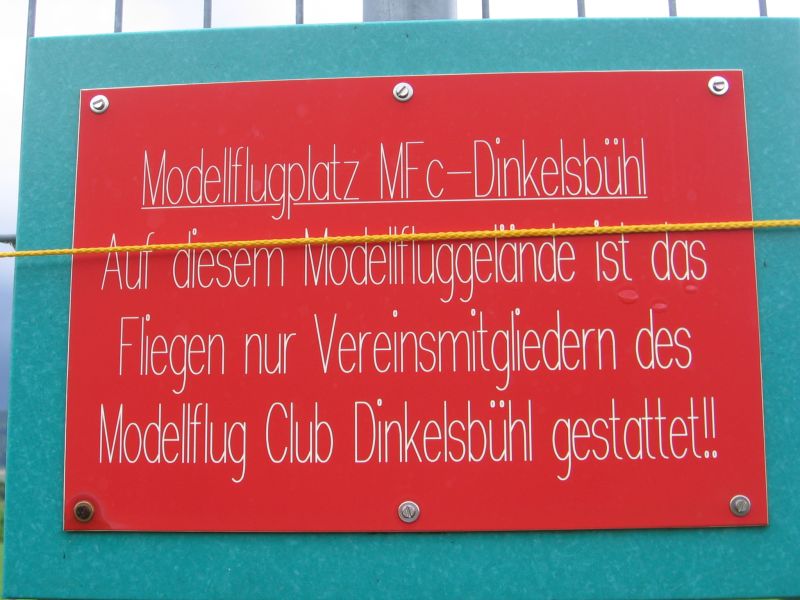 Modellflugplatz MFc-Dinkelsbühl
Auf diesem Modellfluggelände ist das
Fliegen nur Vereinsmitgliedern des
Modellflug Club Dinkelsbühl gestattet!!